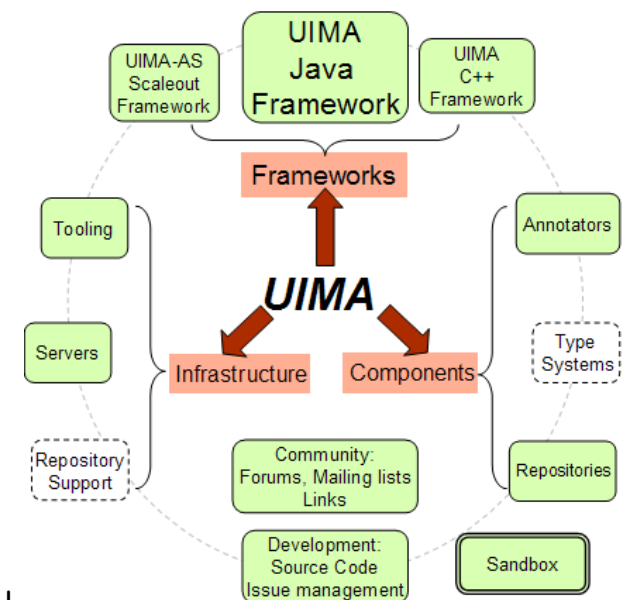 UIMA
Java
Framework
UIMA-AS
Scaleout
Framework
UIMA
C++
Framework
Frameworks
Tooling
Annotators
UIMA
Servers
Type
Systems
Infrastructure
Components
Repository
Support
Community:
Forums, Mailing lists
Links
Repositories
Development:
Source Code
Issue management
Sandbox